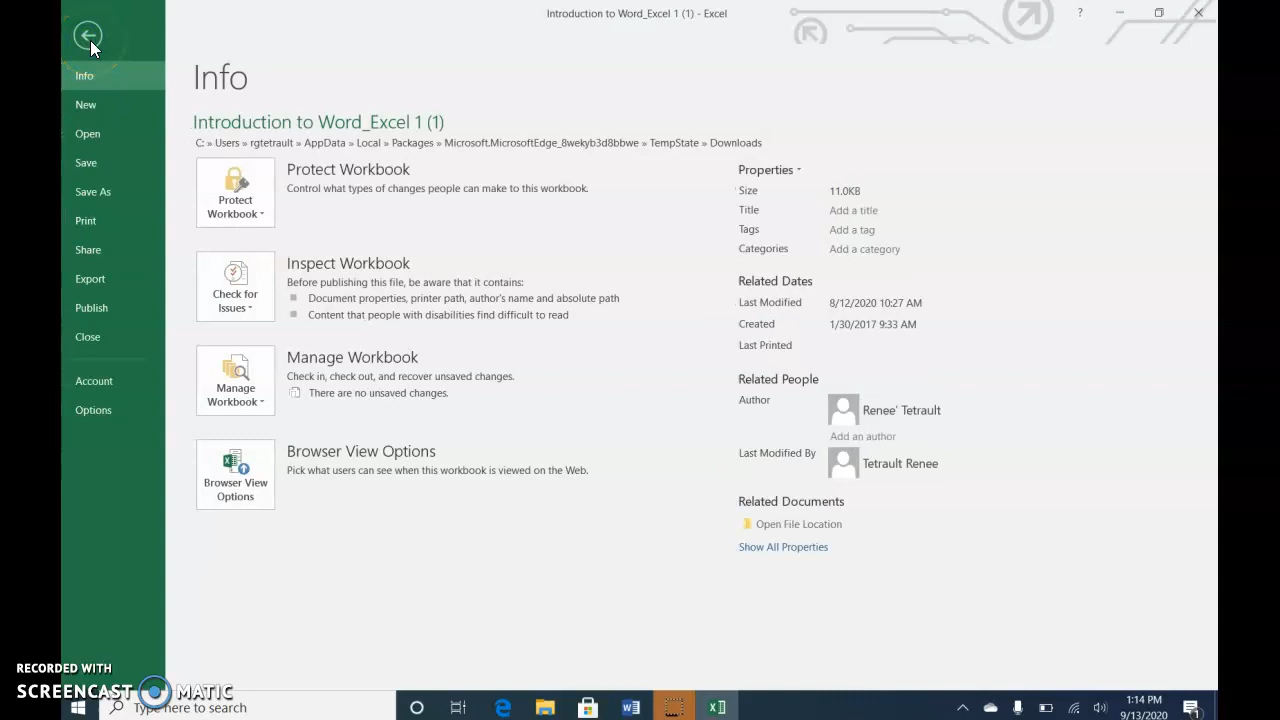 Introduction to Word_Excel 1 (1) - Excel
?
Info
New
Open
Save
Save As
Print
Share
Export
Publish
Close
Account
Options
Info
Introduction to Word_Excel 1 (1)
C: » Users » rgtetrault » AppData » Local » Packages » Microsoft.MicrosoftEdge_8wekyb3d8bbwe » TempState » Downloads
Protect Workbook
Protect Workbook
Control what types of changes people can make to this workbook.
Check for Issues
Inspect Workbook
Before publishing this file, be aware that it contains:
Document properties, printer path, author's name and absolute path
Content that people with disabilities find difficult to read
Manage Workbook
Manage Workbook
Check in, check out, and recover unsaved changes.
There are no unsaved changes.
Browser View Options
Browser View Options
Pick what users can see when this workbook is viewed on the Web.
Properties
Size 11.0KB
Title Add a title
Tags Add a tag
Categories Add a category
Related Dates
Last Modified 8/12/2020 10:27 AM
Created 1/30/2017 9:33 AM
Last Printed
Related People
Author Renee' Tetrault
Add an author
Last Modified By Tetrault Renee
Related Documents
Open File Location
Show All Properties
RECORDED WITH
SCREENCAST MATIC
Type here to search
1:14 PM
9/13/2020
1